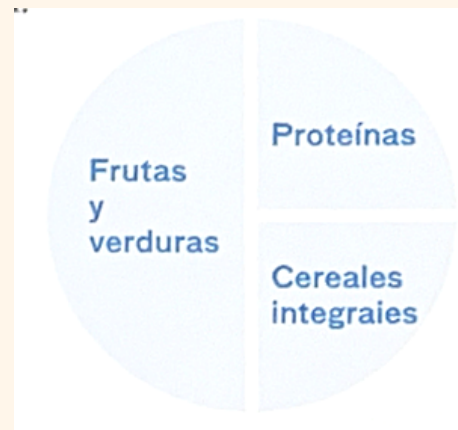 Frutas
y
verduras
Proteínas
Cereales
integraies